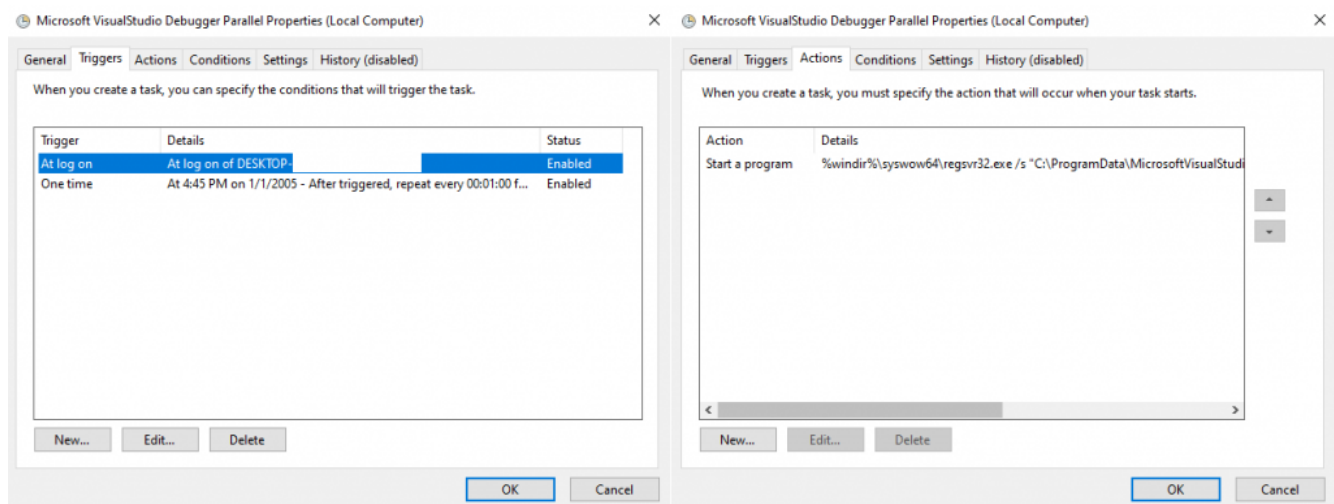 Microsoft VisualStudio Debugger Parallel Properties (Local Computer)
General Triggers Actions Conditions Settings History (disabled)
When you create a task, you can specify the conditions that will trigger the task.
Trigger Details Status
At log on At log on of DESKTOP- Enabled
One time At 4:45 PM on 1/1/2005 - After triggered, repeat every 00:01:00 f... Enabled
New... Edit... Delete
OK Cancel
Microsoft VisualStudio Debugger Parallel Properties (Local Computer)
General Triggers Actions Conditions Settings History (disabled)
When you create a task, you must specify the action that will occur when your task starts.
Action Details
Start a program %windir%\syswow64\regsvr32.exe /s "C:\ProgramData\MicrosoftVisualStudi
New... Edit... Delete
OK Cancel